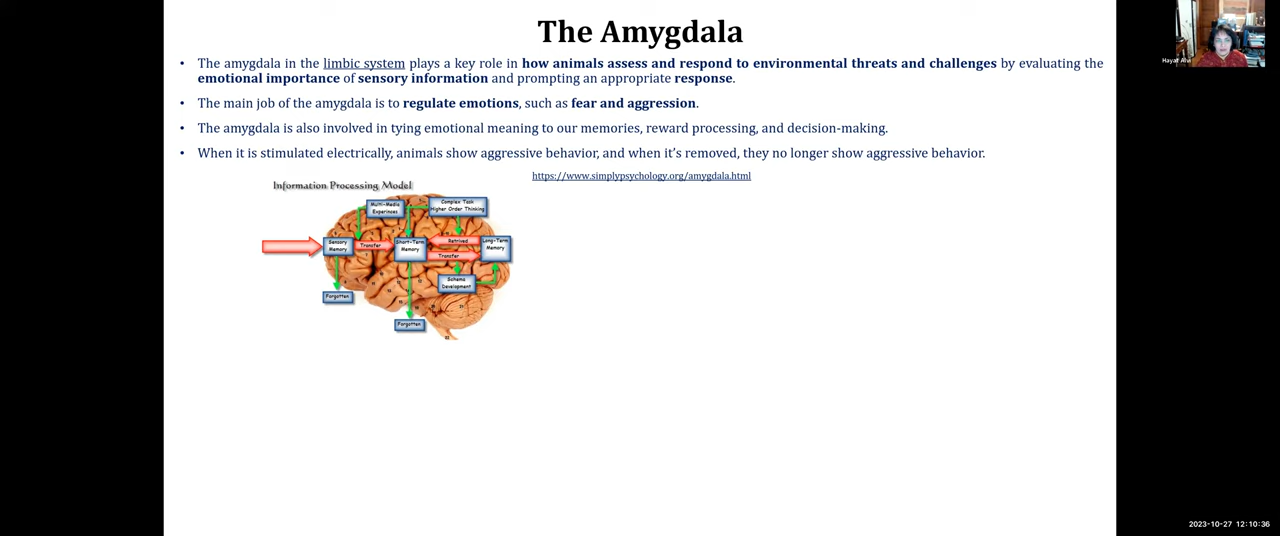 The Amygdala
• The amygdala in the limbic system plays a key role in how animals assess and respond to environmental threats and challenges by evaluating the
emotional importance of sensory information and prompting an appropriate response.
• The main job of the amygdala is to regulate emotions, such as fear and aggression.
• The amygdala is also involved in tying emotional meaning to our memories, reward processing, and decision-making.
• When it is stimulated electrically, animals show aggressive behavior, and when it's removed, they no longer show aggressive behavior.
https://www.simplypsychology.org/amygdala.html
Information Processing Model
Multi-Media
Experinces
Complex Task
Higher Order Thinking
Sensory
Memory
Transfer
Short-Term
Memory
Retrived
Transfer
Long-Term
Memory
Schema
Development
Forgotten
Forgotten
2023-10-27 12:10:36